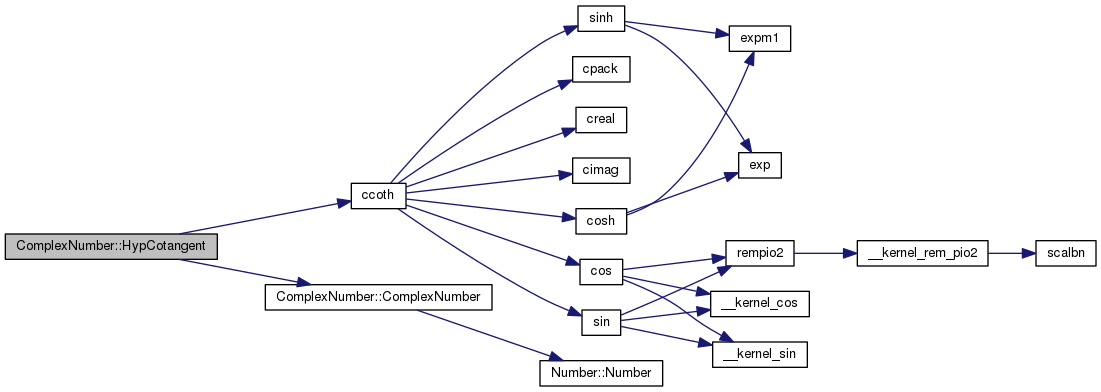 sinh
expm1
cpack
creal
exp
cimag
ccoth
cosh
ComplexNumber::HypCotangent
rempio2
__kernel_rem_pio2
scalbn
cos
ComplexNumber::ComplexNumber
__kernel_cos
sin
__kernel_sin
Number::Number